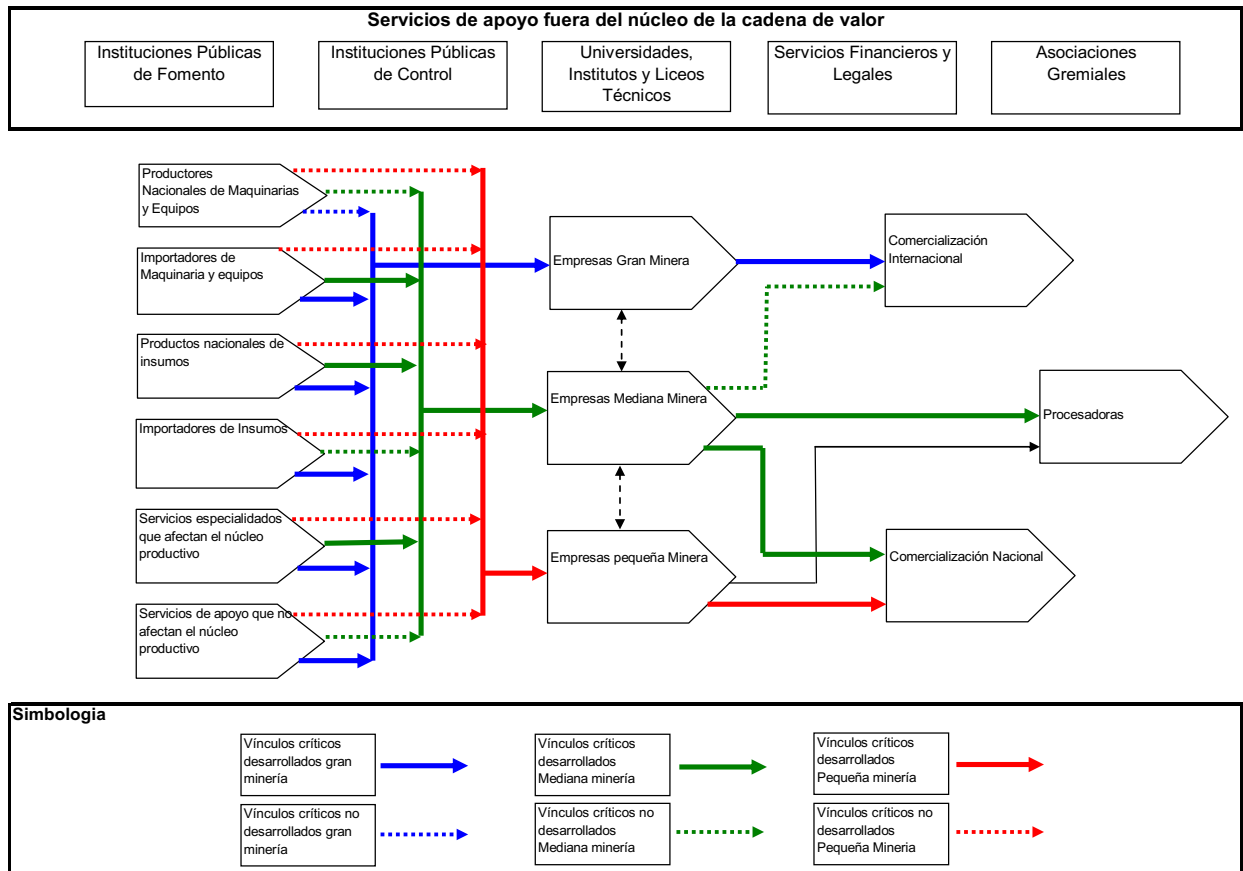 Servicios de apoyo fuera del núcleo de la cadena de valor
Instituciones Públicas
de Fomento
Instituciones Públicas
de Control
Universidades,
Institutos y Liceos
Técnicos
Servicios Financieros y
Legales
Asociaciones
Gremiales
Productores
Nacionales de Maquinarias
y Equipos
Importadores de
Maquinaria y equipos
Productos nacionales de
insumos
Importadores de Insumos
Servicios especialidados
que afectan el núcleo
productivo
Servicios de apoyo que no
afectan el núcleo
productivo
Empresas Gran Minera
Empresas Mediana Minera
Empresas pequeña Minera
Comercialización
Internacional
Procesadoras
Comercialización Nacional
Simbologia
Vínculos críticos
desarrollados gran
minería
Vínculos críticos
desarrollados
Mediana minería
Vínculos críticos
desarrollados
Pequeña minería
Vínculos críticos no
desarrollados gran
minería
Vínculos críticos no
desarrollados
Mediana minería
Vínculos críticos no
desarrollados
Pequeña Mineria